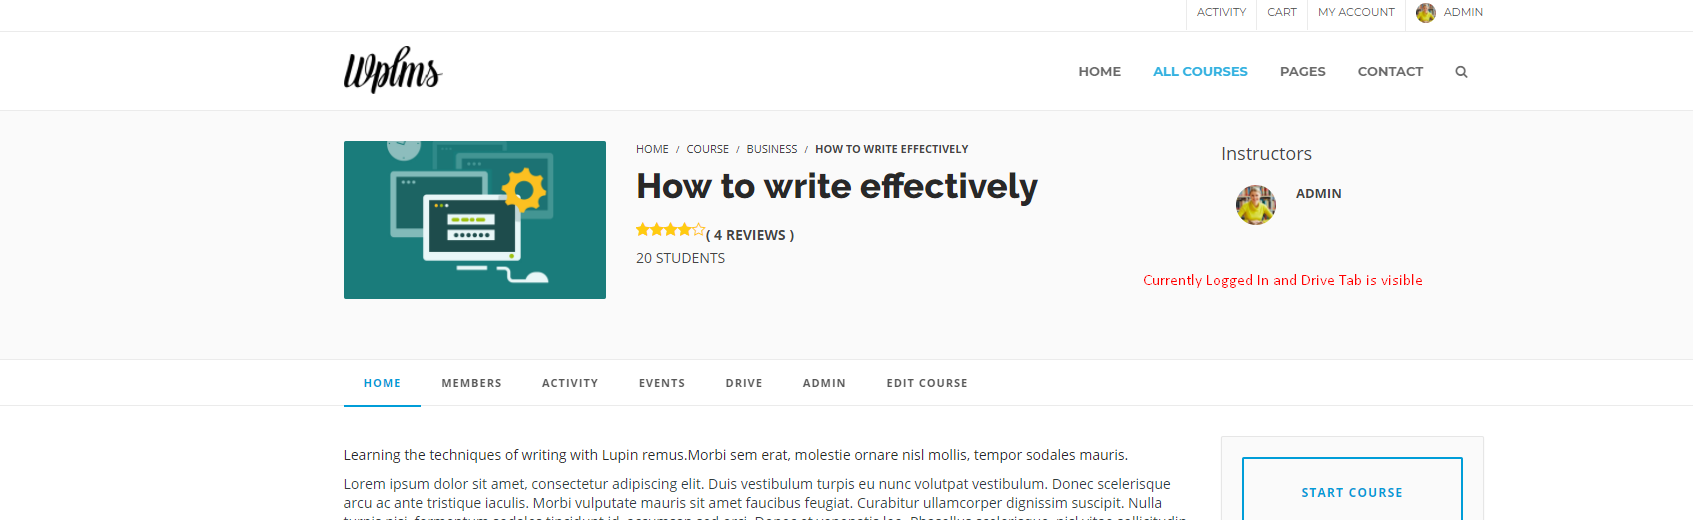 ACTIVITY CART MY ACCOUNT ADMIN
Wplms
HOME ALL COURSES PAGES CONTACT
HOME / COURSE / BUSINESS / HOW TO WRITE EFFECTIVELY
How to write effectively
( 4 REVIEWS )
20 STUDENTS
Instructors
ADMIN
Currently Logged In and Drive Tab is visible
HOME MEMBERS ACTIVITY EVENTS DRIVE ADMIN EDIT COURSE
Learning the techniques of writing with Lupin remus.Morbi sem erat, molestie ornare nisl mollis, tempor sodales mauris.
Lorem ipsum dolor sit amet, consectetur adipiscing elit. Duis vestibulum turpis eu nunc volutpat vestibulum. Donec scelerisque
arcu ac ante tristique iaculis. Morbi vulputate mauris sit amet faucibus feugiat. Curabitur ullamcorper dignissim suscipit. Nulla
START COURSE